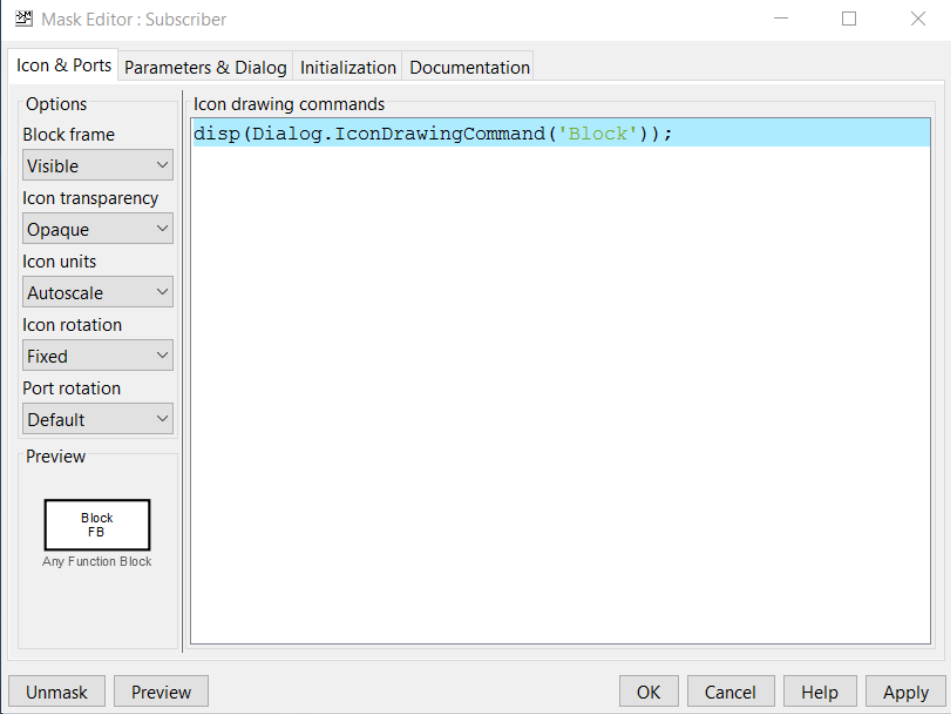 Mask Editor : Subscriber
Icon & Ports
Parameters & Dialog
Initialization
Documentation
Options
Block frame
Visible
Icon transparency
Opaque
Icon units
Autoscale
Icon rotation
Fixed
Port rotation
Default
Preview
Block
FB
Any Function Block
Icon drawing commands
disp(Dialog.IconDrawingCommand('Block'));
Unmask
Preview
OK
Cancel
Help
Apply